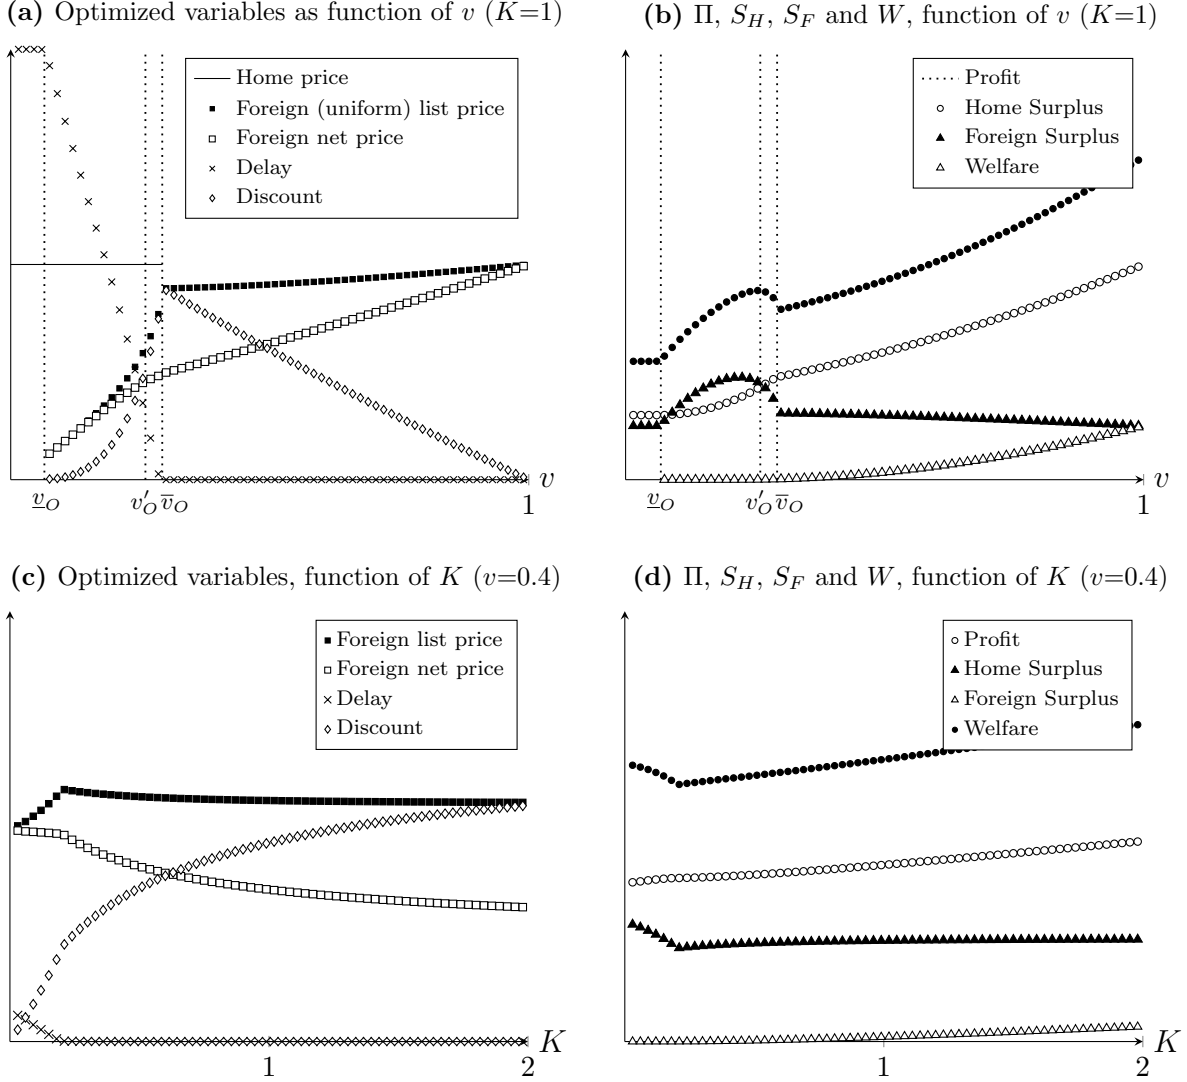 (a) Optimized variables as function of v (K=1)
Home price
Foreign (uniform) list price
Foreign net price
Delay
Discount
v
v̲_O
v′_O
v̅_O
1
(b) Π, S_H, S_F and W, function of v (K=1)
Profit
Home Surplus
Foreign Surplus
Welfare
v
v̲_O
v′_O
v̅_O
1
(c) Optimized variables, function of K (v=0.4)
Foreign list price
Foreign net price
Delay
Discount
K
1
2
(d) Π, S_H, S_F and W, function of K (v=0.4)
Profit
Home Surplus
Foreign Surplus
Welfare
K
1
2